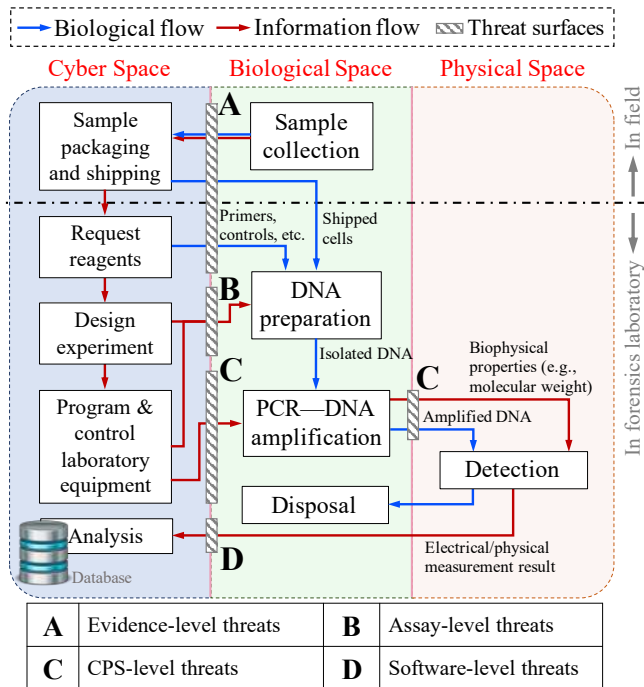 Biological flow
Information flow
Threat surfaces
Cyber Space
Biological Space
Physical Space
A
Sample
packaging
and shipping
Sample
collection
In field
In forensics laboratory
Request
reagents
Primers,
controls, etc.
Shipped
cells
B
Design
experiment
DNA
preparation
Isolated DNA
Biophysical
properties (e.g.,
molecular weight)
C
C
Program &
control
laboratory
equipment
PCR—DNA
amplification
Amplified DNA
Detection
Disposal
Analysis
Database
D
Electrical/physical
measurement result
A Evidence-level threats B Assay-level threats
C CPS-level threats D Software-level threats